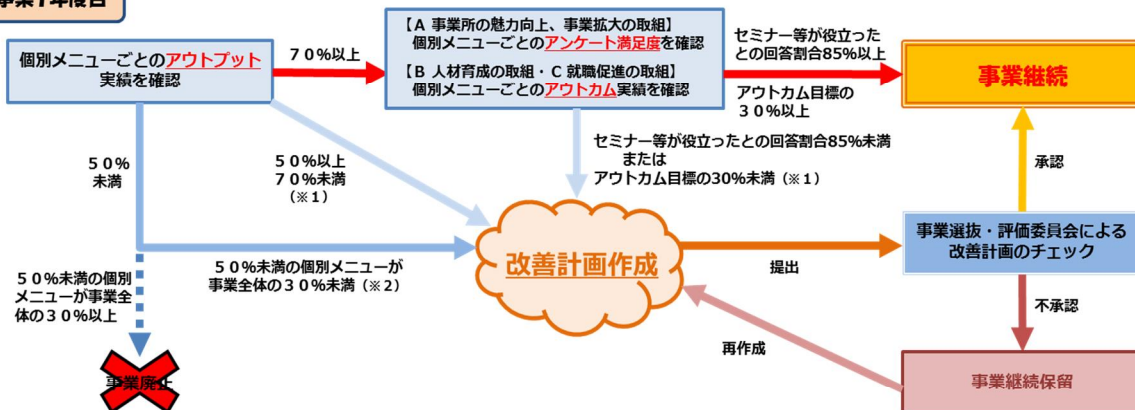 事業1年度目
個別メニューごとのアウトプット
実績を確認
70%以上
【A 事業所の魅力向上、事業拡大の取組】
個別メニューごとのアンケート満足度を確認
【B 人材育成の取組・C 就職促進の取組】
個別メニューごとのアウトカム実績を確認
セミナー等が役立った
との回答割合85%以上
アウトカム目標の
30%以上
事業継続
50%
未満
50%以上
70%未満
(※1)
セミナー等が役立ったとの回答割合85%未満
または
アウトカム目標の30%未満(※1)
承認
事業選抜・評価委員会による
改善計画のチェック
改善計画作成
提出
50%未満の個別メニューが
事業全体の30%未満(※2)
50%未満の個別
メニューが事業全
体の30%以上
不承認
再作成
事業廃止
事業継続保留